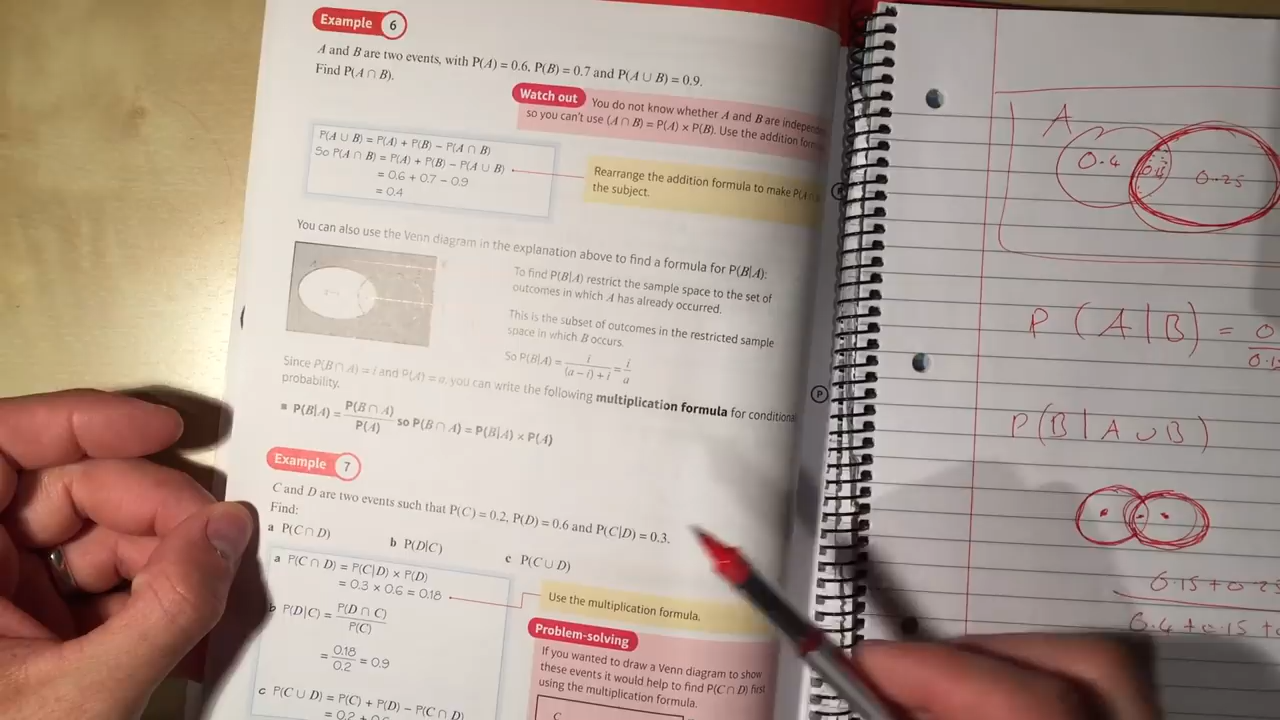 Example 6
A and B are two events, with P(A) = 0.6, P(B) = 0.7 and P(A ∪ B) = 0.9.
Find P(A ∩ B).
Watch out You do not know whether A and B are
so you can't use (A ∩ B) = P(A) × P(B). Use the addition
P(A ∪ B) = P(A) + P(B) − P(A ∩ B)
So P(A ∩ B) = P(A) + P(B) − P(A ∪ B)
= 0.6 + 0.7 − 0.9
= 0.4
Rearrange the addition formula to make
the subject.
You can also use the Venn diagram in the explanation above to find a formula for P(B|A):
To find P(B|A) restrict the sample space to the set of
outcomes in which A has already occurred.
This is the subset of outcomes in the restricted sample
space in which B occurs.
So P(B|A) = i/((a − i) + i) = i/a
Since P(B ∩ A) = i and P(A) = a, you can write the following multiplication formula for
probability.
▪ P(B|A) = P(B ∩ A)/P(A) so P(B ∩ A) = P(B|A) × P(A)
Example 7
C and D are two events such that P(C) = 0.2, P(D) = 0.6 and P(C|D) = 0.3.
Find:
a P(C ∩ D) b P(D|C) c P(C ∪ D)
a P(C ∩ D) = P(C|D) × P(D)
= 0.3 × 0.6 = 0.18
Use the multiplication formula.
b P(D|C) = P(D ∩ C)/P(C)
= 0.18/0.2 = 0.9
c P(C ∪ D) = P(C) + P(D) − P(C ∩ D)
Problem-solving
If you wanted to draw a Venn diagram to show
these events it would help to find P(C ∩ D) first
using the multiplication formula.
C
P
A
0.4 0.15 0.25
P(A|B) =
P(B|A ∪ B)
0.15 +
0.4 + 0.15 +